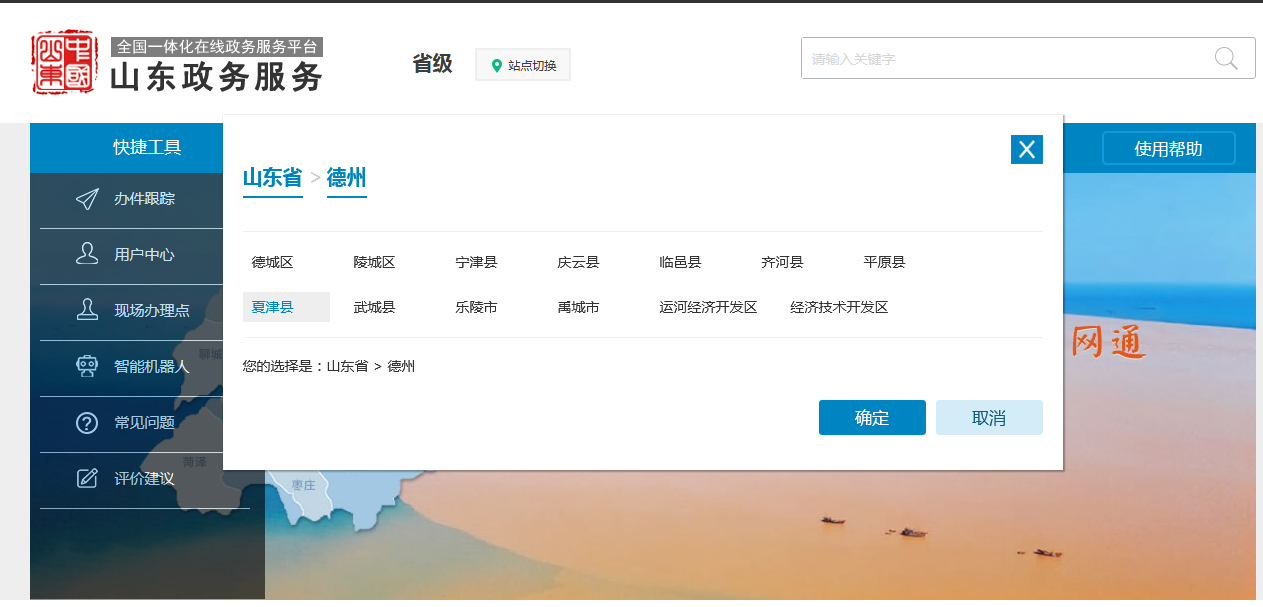 全国一体化在线政务服务平台
山东政务服务
省级
站点切换
请输入关键字
快捷工具
使用帮助
办件跟踪
用户中心
现场办理点
智能机器人
常见问题
评价建议
山东省 > 德州
德城区 陵城区 宁津县 庆云县 临邑县 齐河县 平原县
夏津县 武城县 乐陵市 禹城市 运河经济开发区 经济技术开发区
您的选择是：山东省 > 德州
确定 取消
网通
聊城
菏泽
枣庄